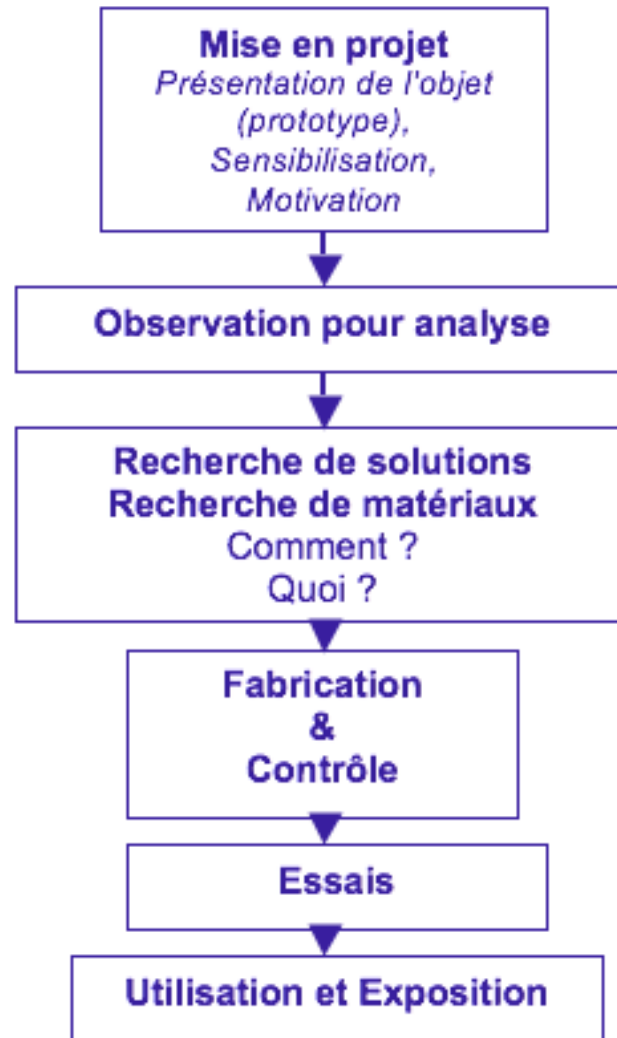 Mise en projet
Présentation de l'objet
(prototype),
Sensibilisation,
Motivation
Observation pour analyse
Recherche de solutions
Recherche de matériaux
Comment ?
Quoi ?
Fabrication
&
Contrôle
Essais
Utilisation et Exposition